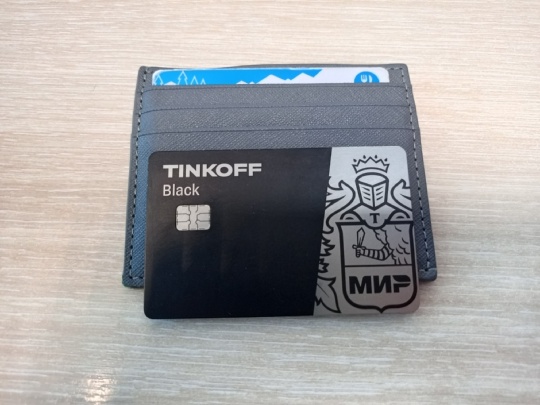 TINKOFF
Black
T
МИР